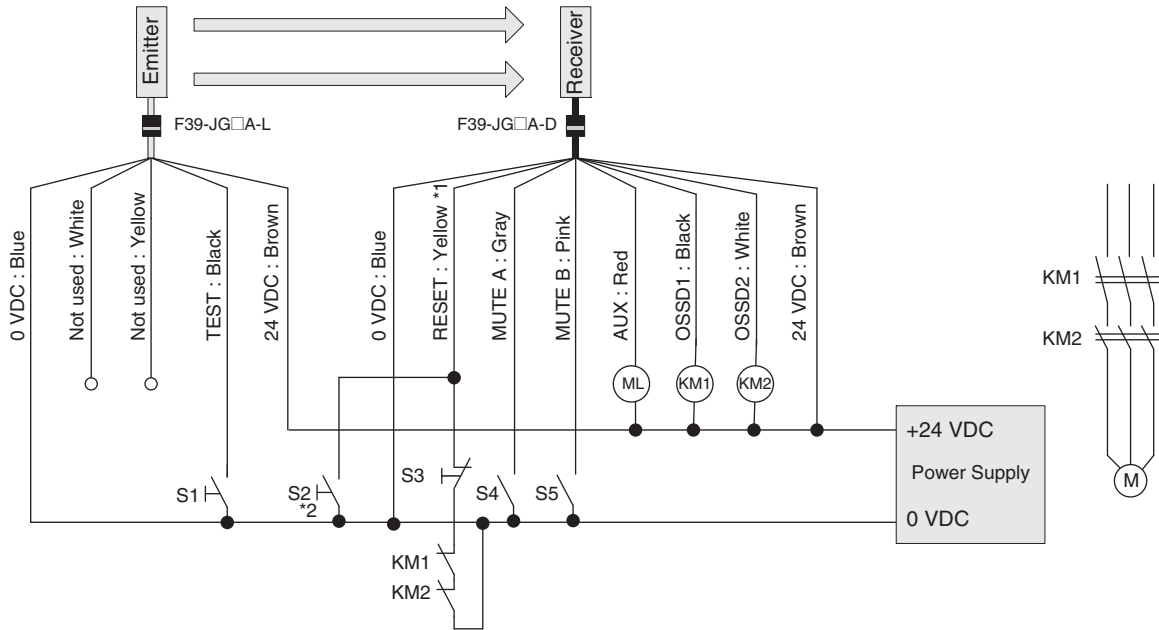 Emitter
Receiver
F39-JG□A-L
F39-JG□A-D
0 VDC : Blue
Not used : White
Not used : Yellow
TEST : Black
24 VDC : Brown
0 VDC : Blue
RESET : Yellow *1
MUTE A : Gray
MUTE B : Pink
AUX : Red
OSSD1 : Black
OSSD2 : White
24 VDC : Brown
KM1
KM2
M
ML
KM1
KM2
+24 VDC
Power Supply
0 VDC
S1
S2
*2
S3
S4
S5
KM1
KM2